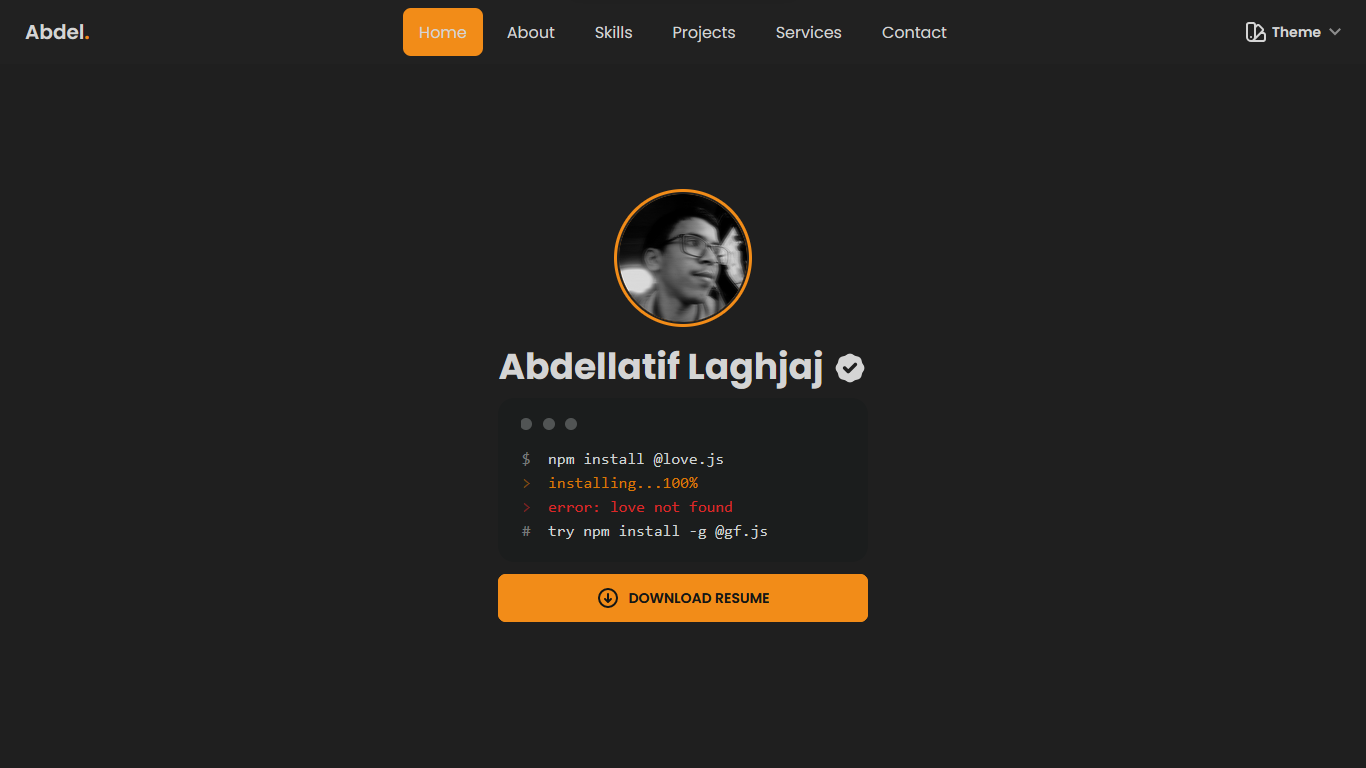 Abdel.
Home
About
Skills
Projects
Services
Contact
Theme
Abdellatif Laghjaj
$ npm install @love.js
> installing...100%
> error: love not found
# try npm install -g @gf.js
DOWNLOAD RESUME